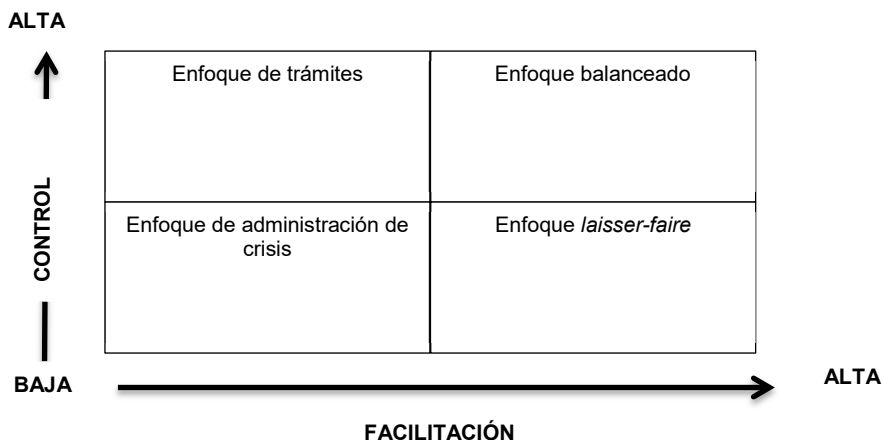 ALTA
Enfoque de trámites
Enfoque balanceado
CONTROL
Enfoque de administración de
crisis
Enfoque laisser-faire
BAJA
ALTA
FACILITACIÓN